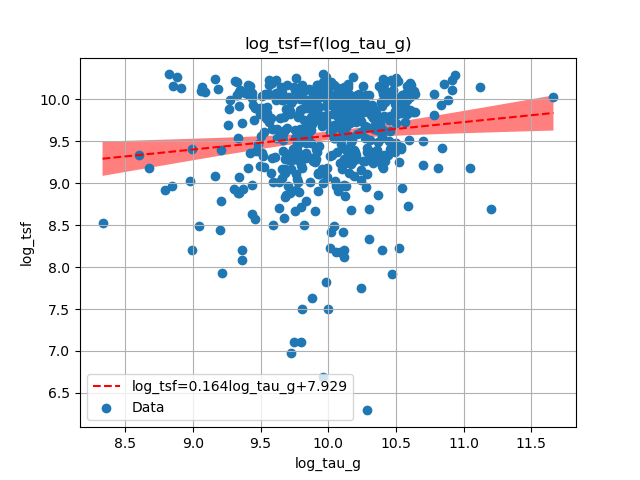 log_tsf=f(log_tau_g)
10.0
9.5
9.0
8.5
8.0
7.5
7.0
6.5
log_tsf
log_tsf=0.164log_tau_g+7.929
Data
8.5 9.0 9.5 10.0 10.5 11.0 11.5
log_tau_g